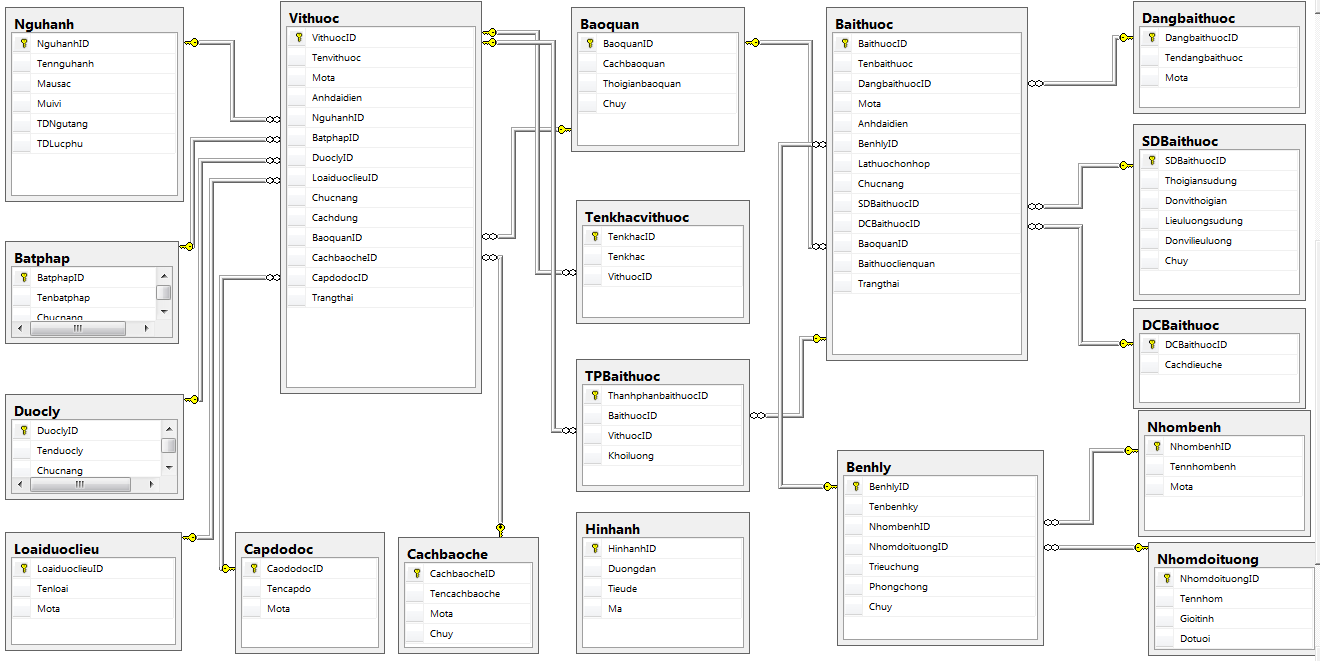 Nguhanh
NguhanhID
Tennguhanh
Mausac
Muivi
TDNgutang
TDLucphu
Batphap
BatphapID
Tenbatphap
Chucnang
Duocly
DuoclyID
Tenduocly
Chucnang
Loaiduoclieu
LoaiduoclieuID
Tenloai
Mota
Vithuoc
VithuocID
Tenvithuoc
Mota
Anhdaidien
NguhanhID
BatphapID
DuoclyID
LoaiduoclieuID
Chucnang
Cachdung
BaoquanID
CachbaocheID
CapdodocID
Trangthai
Capdodoc
CaododocID
Tencapdo
Mota
Cachbaoche
CachbaocheID
Tencachbaoche
Mota
Chuy
Baoquan
BaoquanID
Cachbaoquan
Thoigianbaoquan
Chuy
Tenkhacvithuoc
TenkhacID
Tenkhac
VithuocID
TPBaithuoc
ThanhphanbaithuocID
BaithuocID
VithuocID
Khoiluong
Hinhanh
HinhanhID
Duongdan
Tieude
Ma
Baithuoc
BaithuocID
Tenbaithuoc
DangbaithuocID
Mota
Anhdaidien
BenhlyID
Lathuochonhop
Chucnang
SDBaithuocID
DCBaithuocID
BaoquanID
Baithuoclienquan
Trangthai
Benhly
BenhlyID
Tenbenhky
NhombenhID
NhomdoituongID
Trieuchung
Phongchong
Chuy
Dangbaithuoc
DangbaithuocID
Tendangbaithuoc
Mota
SDBaithuoc
SDBaithuocID
Thoigiansudung
Donvithoigian
Lieuluongsudung
Donvilieuluong
Chuy
DCBaithuoc
DCBaithuocID
Cachdieuche
Nhombenh
NhombenhID
Tennhombenh
Mota
Nhomdoituong
NhomdoituongID
Tennhom
Gioitinh
Dotuoi